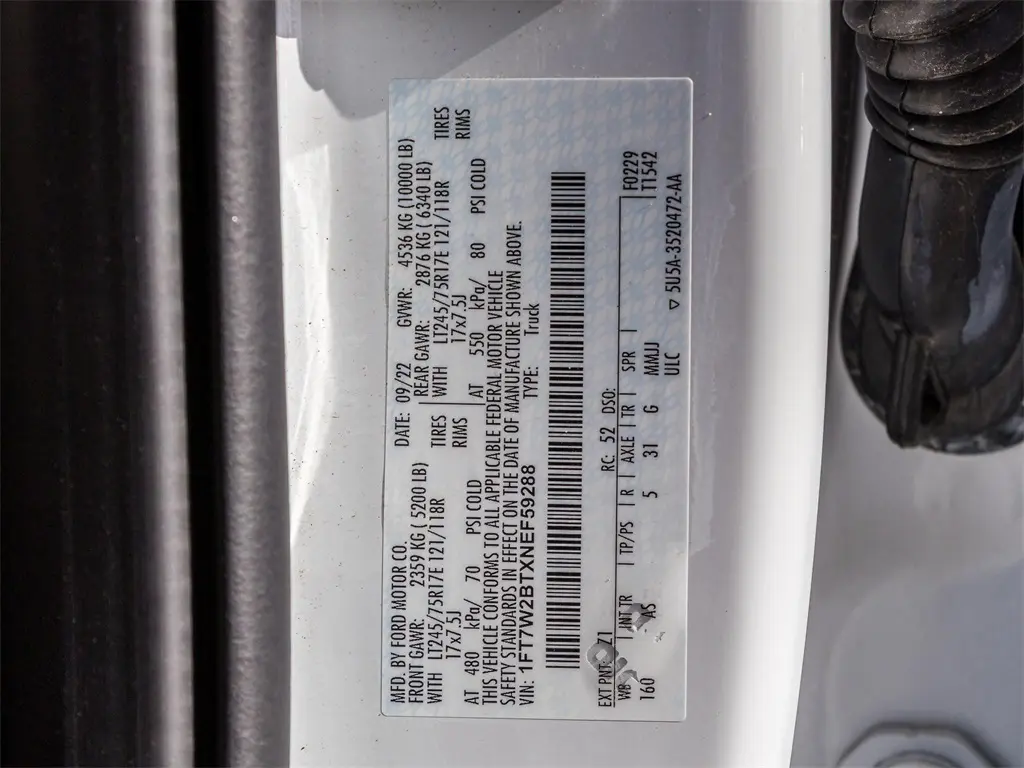 MFD. BY FORD MOTOR CO. DATE: 09/22 GVWR: 4536 KG (10000 LB)
FRONT GAWR: 2359 KG ( 5200 LB) REAR GAWR: 2876 KG ( 6340 LB)
WITH LT245/75R17E 121/118R TIRES WITH LT245/75R17E 121/118R TIRES
17x7.5J RIMS 17x7.5J RIMS
AT 480 kPa/ 70 PSI COLD AT 550 kPa/ 80 PSI COLD
THIS VEHICLE CONFORMS TO ALL APPLICABLE FEDERAL MOTOR VEHICLE
SAFETY STANDARDS IN EFFECT ON THE DATE OF MANUFACTURE SHOWN ABOVE.
VIN: 1FT7W2BTXNEF59288 TYPE: Truck
EXT PNT: Z1 RC: 52 DSO: F0229
WB INT TR TP/PS R AXLE TR SPR TT1542
160 AS 5 31 G MMJJ
ULC 5U5A-3520472-AA